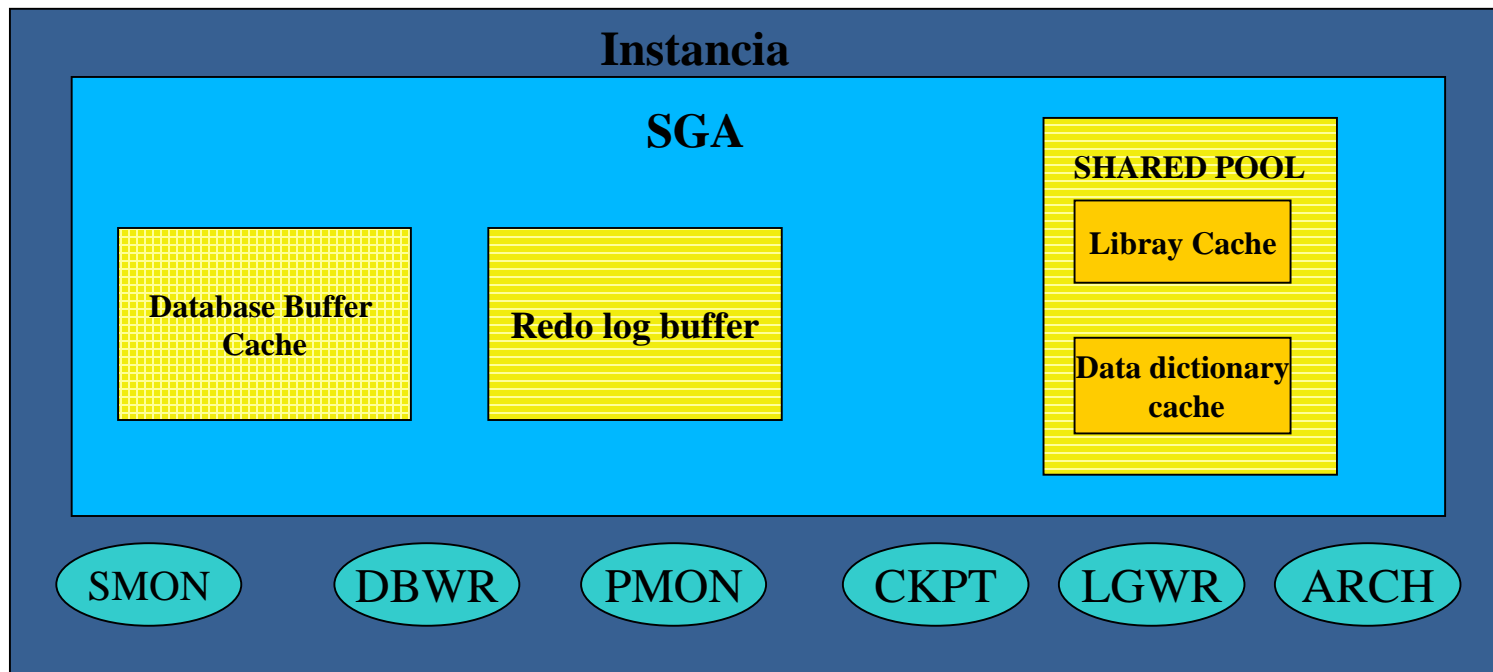 Instancia
SGA
SHARED POOL
Libray Cache
Database Buffer
Cache
Redo log buffer
Data dictionary
cache
SMON
DBWR
PMON
CKPT
LGWR
ARCH